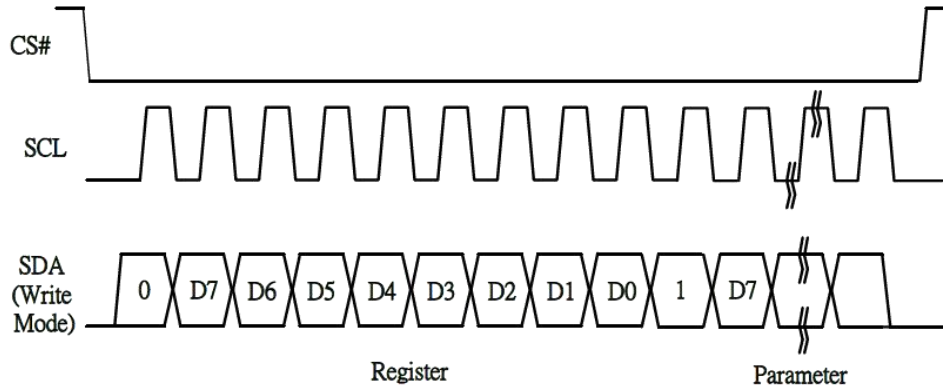 CS#
SCL
SDA
(Write
Mode)
0 D7 D6 D5 D4 D3 D2 D1 D0 1 D7
Register Parameter